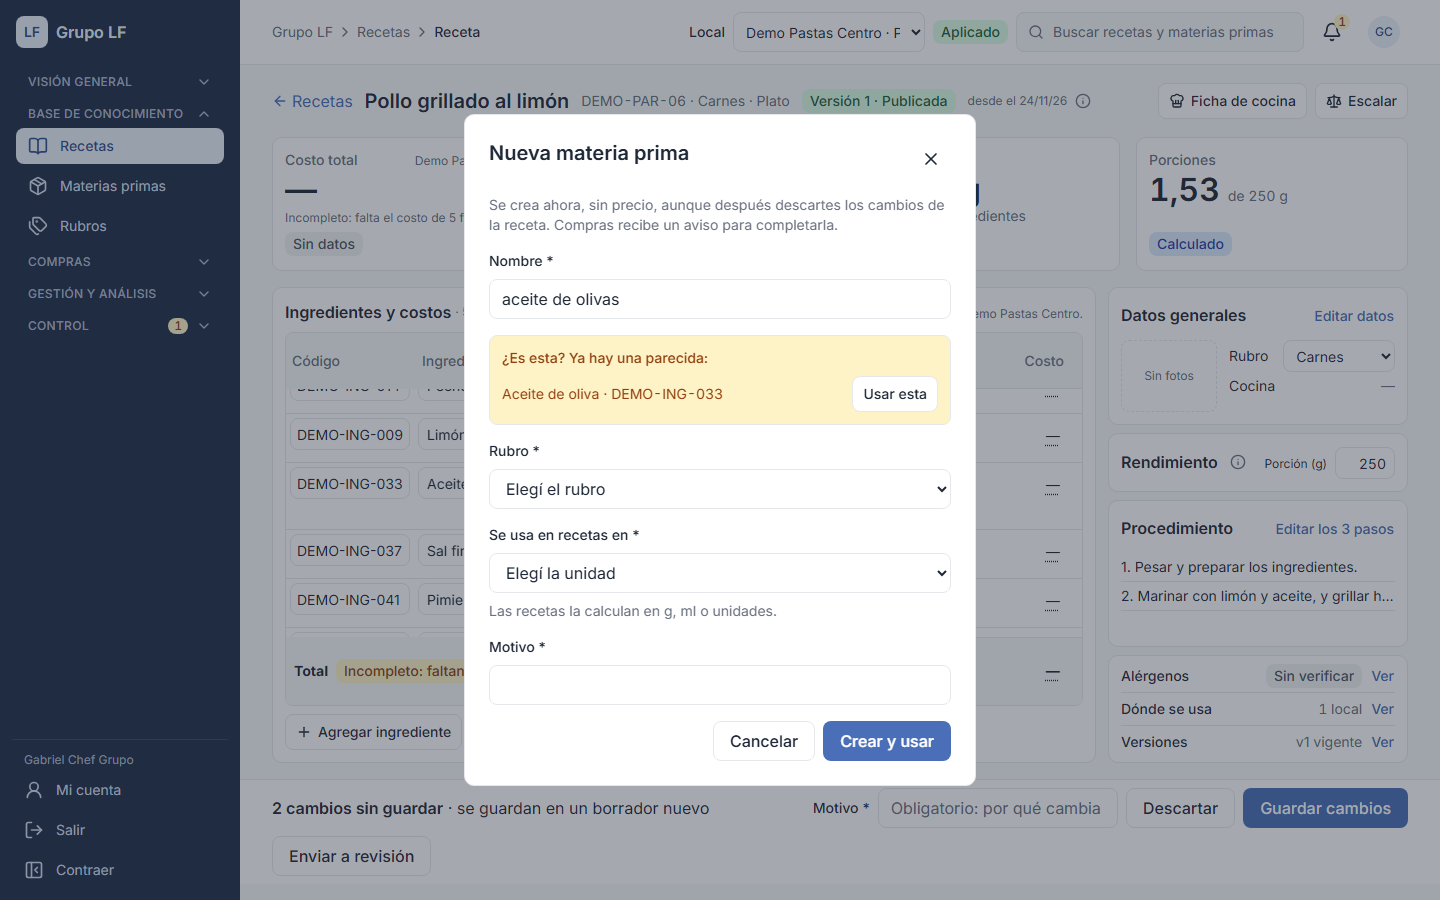 LF Grupo LF
VISIÓN GENERAL
BASE DE CONOCIMIENTO
Recetas
Materias primas
Rubros
COMPRAS
GESTIÓN Y ANÁLISIS
CONTROL 1
Gabriel Chef Grupo
Mi cuenta
Salir
Contraer
Grupo LF > Recetas > Receta
Local
Demo Pastas Centro · P
Aplicado
Buscar recetas y materias primas
1
GC
← Recetas Pollo grillado al limón DEMO-PAR-06 · Carnes · Plato Versión 1 · Publicada desde el 24/11/26
Ficha de cocina
Escalar
Costo total
—
Incompleto: falta el costo de 5
Sin datos
Porciones
1,53 de 250 g
Calculado
Ingredientes y costos
Demo Pastas Centro.
Código
Costo
DEMO-ING-009 Limón
—
DEMO-ING-033 Aceite
—
DEMO-ING-037 Sal
—
DEMO-ING-041
—
Total Incompleto: faltan
—
+ Agregar ingrediente
Nueva materia prima
Se crea ahora, sin precio, aunque después descartes los cambios de
la receta. Compras recibe un aviso para completarla.
Nombre *
aceite de olivas
¿Es esta? Ya hay una parecida:
Aceite de oliva · DEMO-ING-033
Usar esta
Rubro *
Elegí el rubro
Se usa en recetas en *
Elegí la unidad
Las recetas la calculan en g, ml o unidades.
Motivo *
Cancelar
Crear y usar
Datos generales
Editar datos
Sin fotos
Rubro Carnes
Cocina —
Rendimiento
Porción (g) 250
Procedimiento
Editar los 3 pasos
1. Pesar y preparar los ingredientes.
2. Marinar con limón y aceite, y grillar h...
Alérgenos Sin verificar Ver
Dónde se usa 1 local Ver
Versiones v1 vigente Ver
2 cambios sin guardar · se guardan en un borrador nuevo
Motivo *
Obligatorio: por qué cambia
Descartar
Guardar cambios
Enviar a revisión